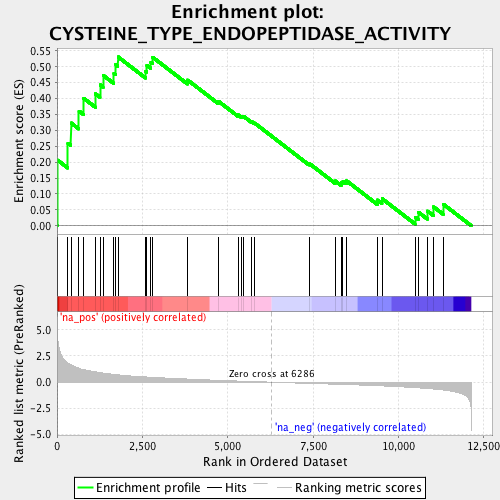 Enrichment plot:
CYSTEINE_TYPE_ENDOPEPTIDASE_ACTIVITY
Enrichment score (ES)
0.55
0.50
0.45
0.40
0.35
0.30
0.25
0.20
0.15
0.10
0.05
0.00
'na_pos' (positively correlated)
Ranked list metric (PreRanked)
5.0
2.5
0.0
-2.5
-5.0
Zero cross at 6286
'na_neg' (negatively correlated)
0 2,500 5,000 7,500 10,000 12,500
Rank in Ordered Dataset
Enrichment profile Hits Ranking metric scores